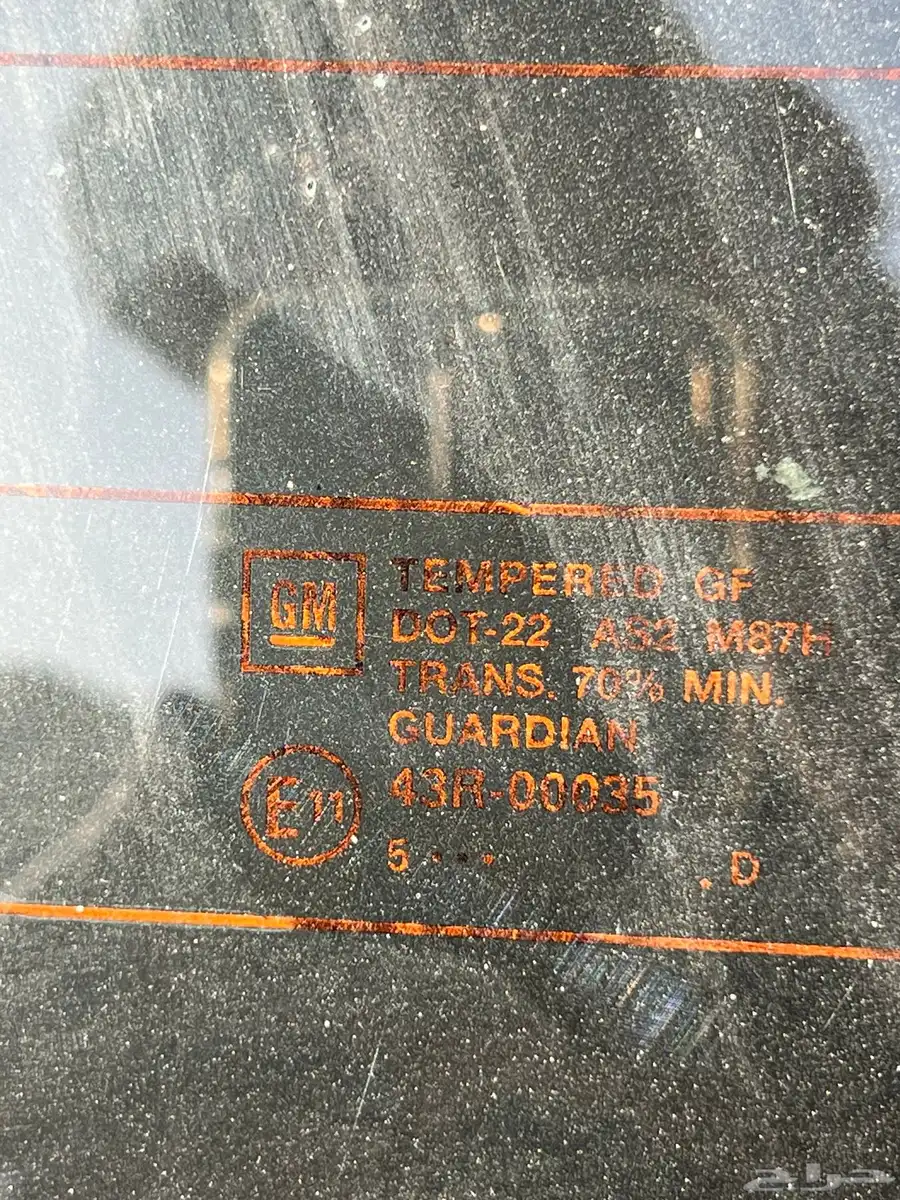 GM
TEMPERED GF
DOT-22 AS2 M87H
TRANS. 70% MIN.
GUARDIAN
E11 43R-00035
5 ... . D
حراج